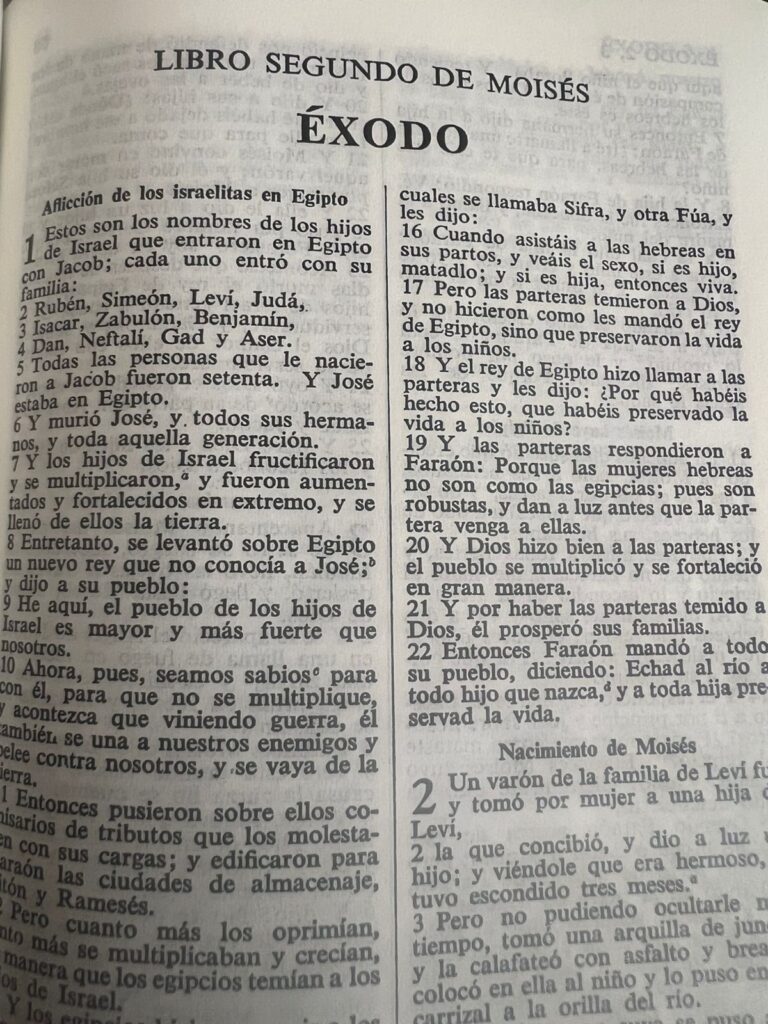 LIBRO SEGUNDO DE MOISÉS
ÉXODO
Aflicción de los israelitas en Egipto
1 Estos son los nombres de los hijos
de Israel que entraron en Egipto
con Jacob; cada uno entró con su
familia:
2 Rubén, Simeón, Leví, Judá,
3 Isacar, Zabulón, Benjamín,
4 Dan, Neftalí, Gad y Aser.
5 Todas las personas que le nacie-
ron a Jacob fueron setenta. Y José
estaba en Egipto.
6 Y murió José, y todos sus herma-
nos, y toda aquella generación.
7 Y los hijos de Israel fructificaron
y se multiplicaron,a y fueron aumen-
tados y fortalecidos en extremo, y se
llenó de ellos la tierra.
8 Entretanto, se levantó sobre Egipto
un nuevo rey que no conocía a José;b
y dijo a su pueblo:
9 He aquí, el pueblo de los hijos de
Israel es mayor y más fuerte que
nosotros.
10 Ahora, pues, seamos sabiosc para
con él, para que no se multiplique,
y acontezca que viniendo guerra, él
también se una a nuestros enemigos y
pelee contra nosotros, y se vaya de la
ierra.
1 Entonces pusieron sobre ellos co-
misarios de tributos que los molesta-
en con sus cargas; y edificaron para
araón las ciudades de almacenaje,
itón y Ramesés.
Pero cuanto más los oprimían,
nto más se multiplicaban y crecían,
manera que los egipcios temían a los
os de Israel.
Y los
cuales se llamaba Sifra, y otra Fúa, y
les dijo:
16 Cuando asistáis a las hebreas en
sus partos, y veáis el sexo, si es hijo,
matadlo; y si es hija, entonces viva.
17 Pero las parteras temieron a Dios,
y no hicieron como les mandó el rey
de Egipto, sino que preservaron la vida
a los niños.
18 Y el rey de Egipto hizo llamar a las
parteras y les dijo: ¿Por qué habéis
hecho esto, que habéis preservado la
vida a los niños?
19 Y las parteras respondieron a
Faraón: Porque las mujeres hebreas
no son como las egipcias; pues son
robustas, y dan a luz antes que la par-
tera venga a ellas.
20 Y Dios hizo bien a las parteras; y
el pueblo se multiplicó y se fortaleció
en gran manera.
21 Y por haber las parteras temido a
Dios, él prosperó sus familias.
22 Entonces Faraón mandó a todo
su pueblo, diciendo: Echad al río a
todo hijo que nazca,d y a toda hija pre-
servad la vida.
Nacimiento de Moisés
2 Un varón de la familia de Leví fu
y tomó por mujer a una hija d
Leví,
2 la que concibió, y dio a luz
hijo; y viéndole que era hermoso,
tuvo escondido tres meses.a
3 Pero no pudiendo ocultarle m
tiempo, tomó una arquilla de jun
y la calafateó con asfalto y brea
colocó en ella al niño y lo puso en
carrizal a la orilla del río.